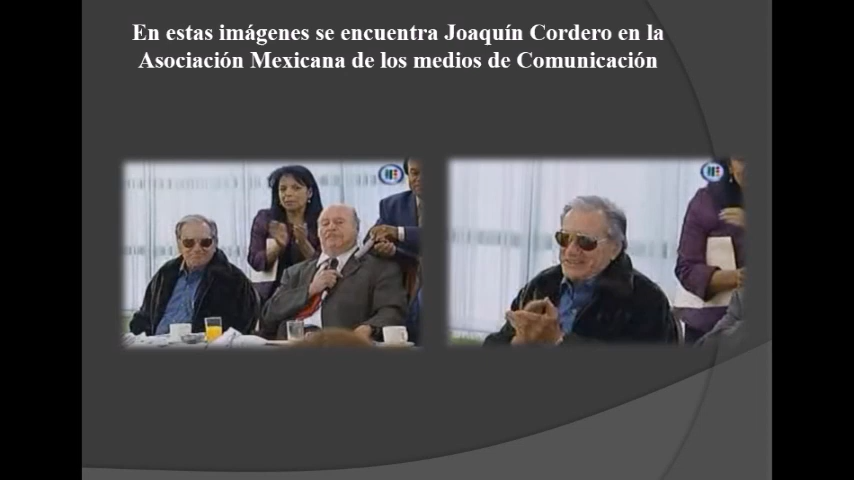 En estas imágenes se encuentra Joaquín Cordero en la
Asociación Mexicana de los medios de Comunicación